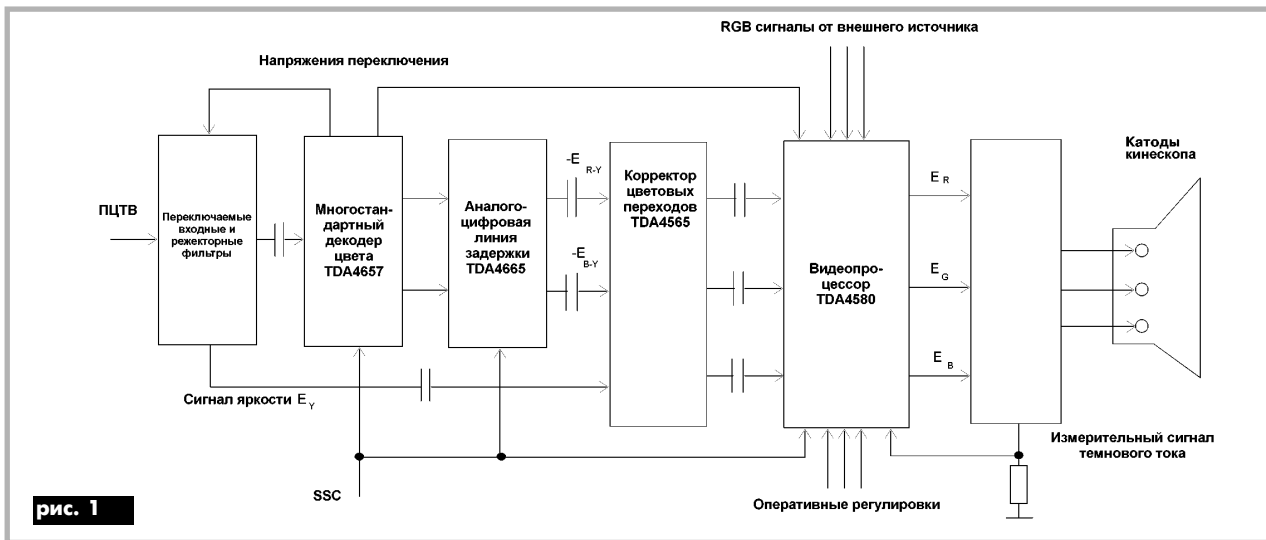 RGB сигналы от внешнего источника
Напряжения переключения
Катоды
кинескопа
ПЦТВ
Переключаемые
входные и
режекторные
фильтры
Многостан-
дартный
декодер
цвета
TDA4657
Аналого-
цифровая
линия
задержки
TDA4665
-E R-Y
-E B-Y
Корректор
цветовых
переходов
TDA4565
Видеопро-
цессор
TDA4580
E R
E G
E B
Сигнал яркости E Y
Измерительный сигнал
темнового тока
SSC
Оперативные регулировки
рис. 1